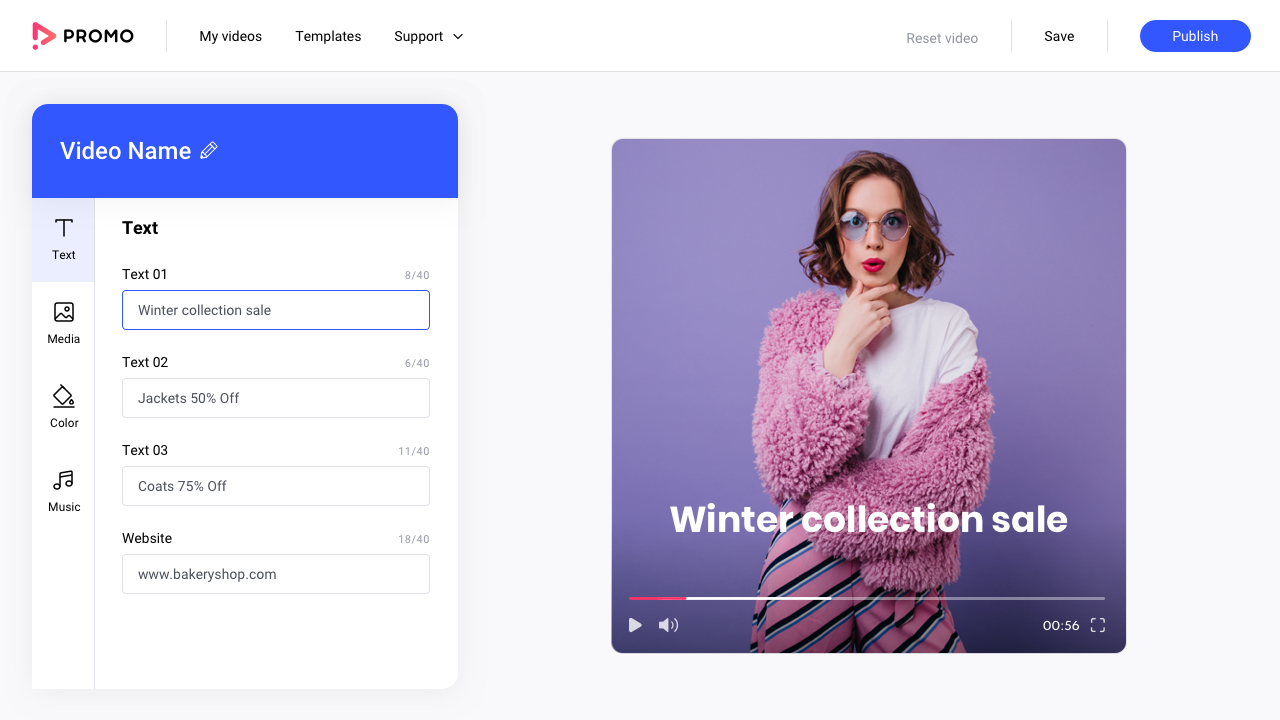 PROMO
My videos
Templates
Support
Reset video
Save
Publish
Video Name
Text
Media
Color
Music
Text
Text 01
8/40
Winter collection sale
Text 02
6/40
Jackets 50% Off
Text 03
11/40
Coats 75% Off
Website
18/40
www.bakeryshop.com
Winter collection sale
00:56